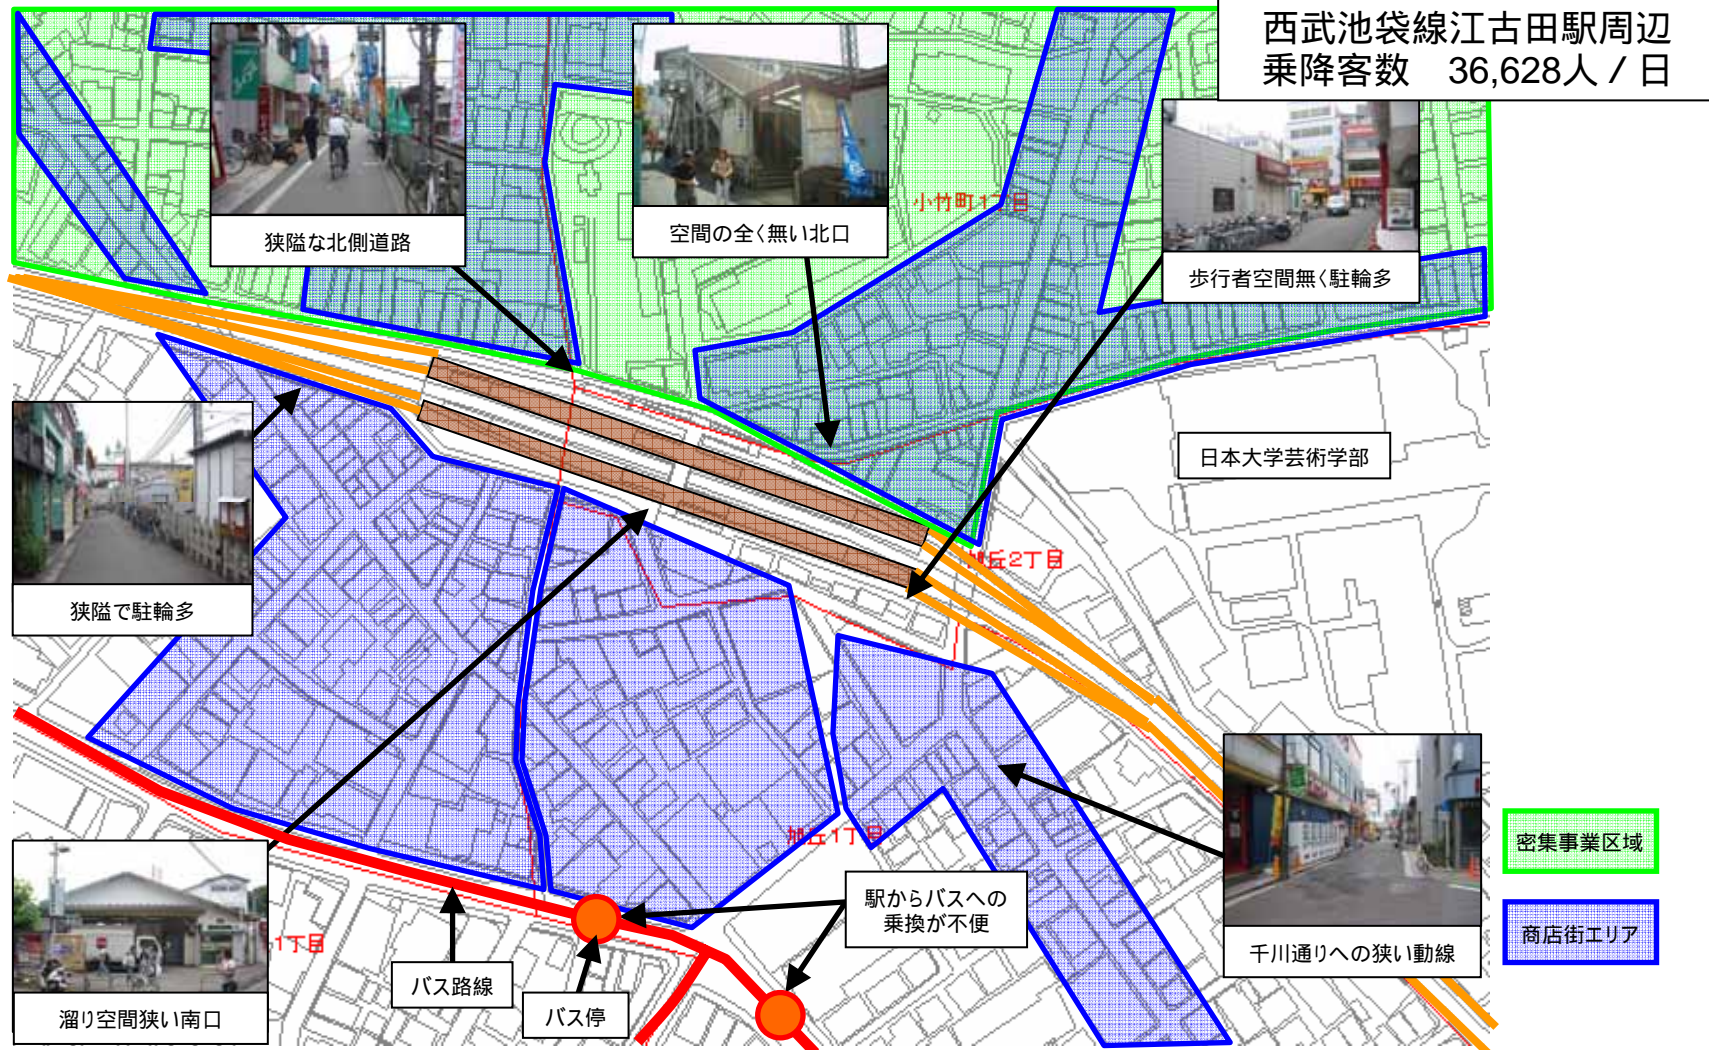 西武池袋線江古田駅周辺
乗降客数　36,628人／日
狭隘な北側道路
空間の全く無い北口
小竹町1丁目
歩行者空間無く駐輪多
日本大学芸術学部
旭丘2丁目
狭隘で駐輪多
旭丘1丁目
密集事業区域
商店街エリア
駅からバスへの
乗換が不便
千川通りへの狭い動線
1丁目
バス路線
バス停
溜り空間狭い南口